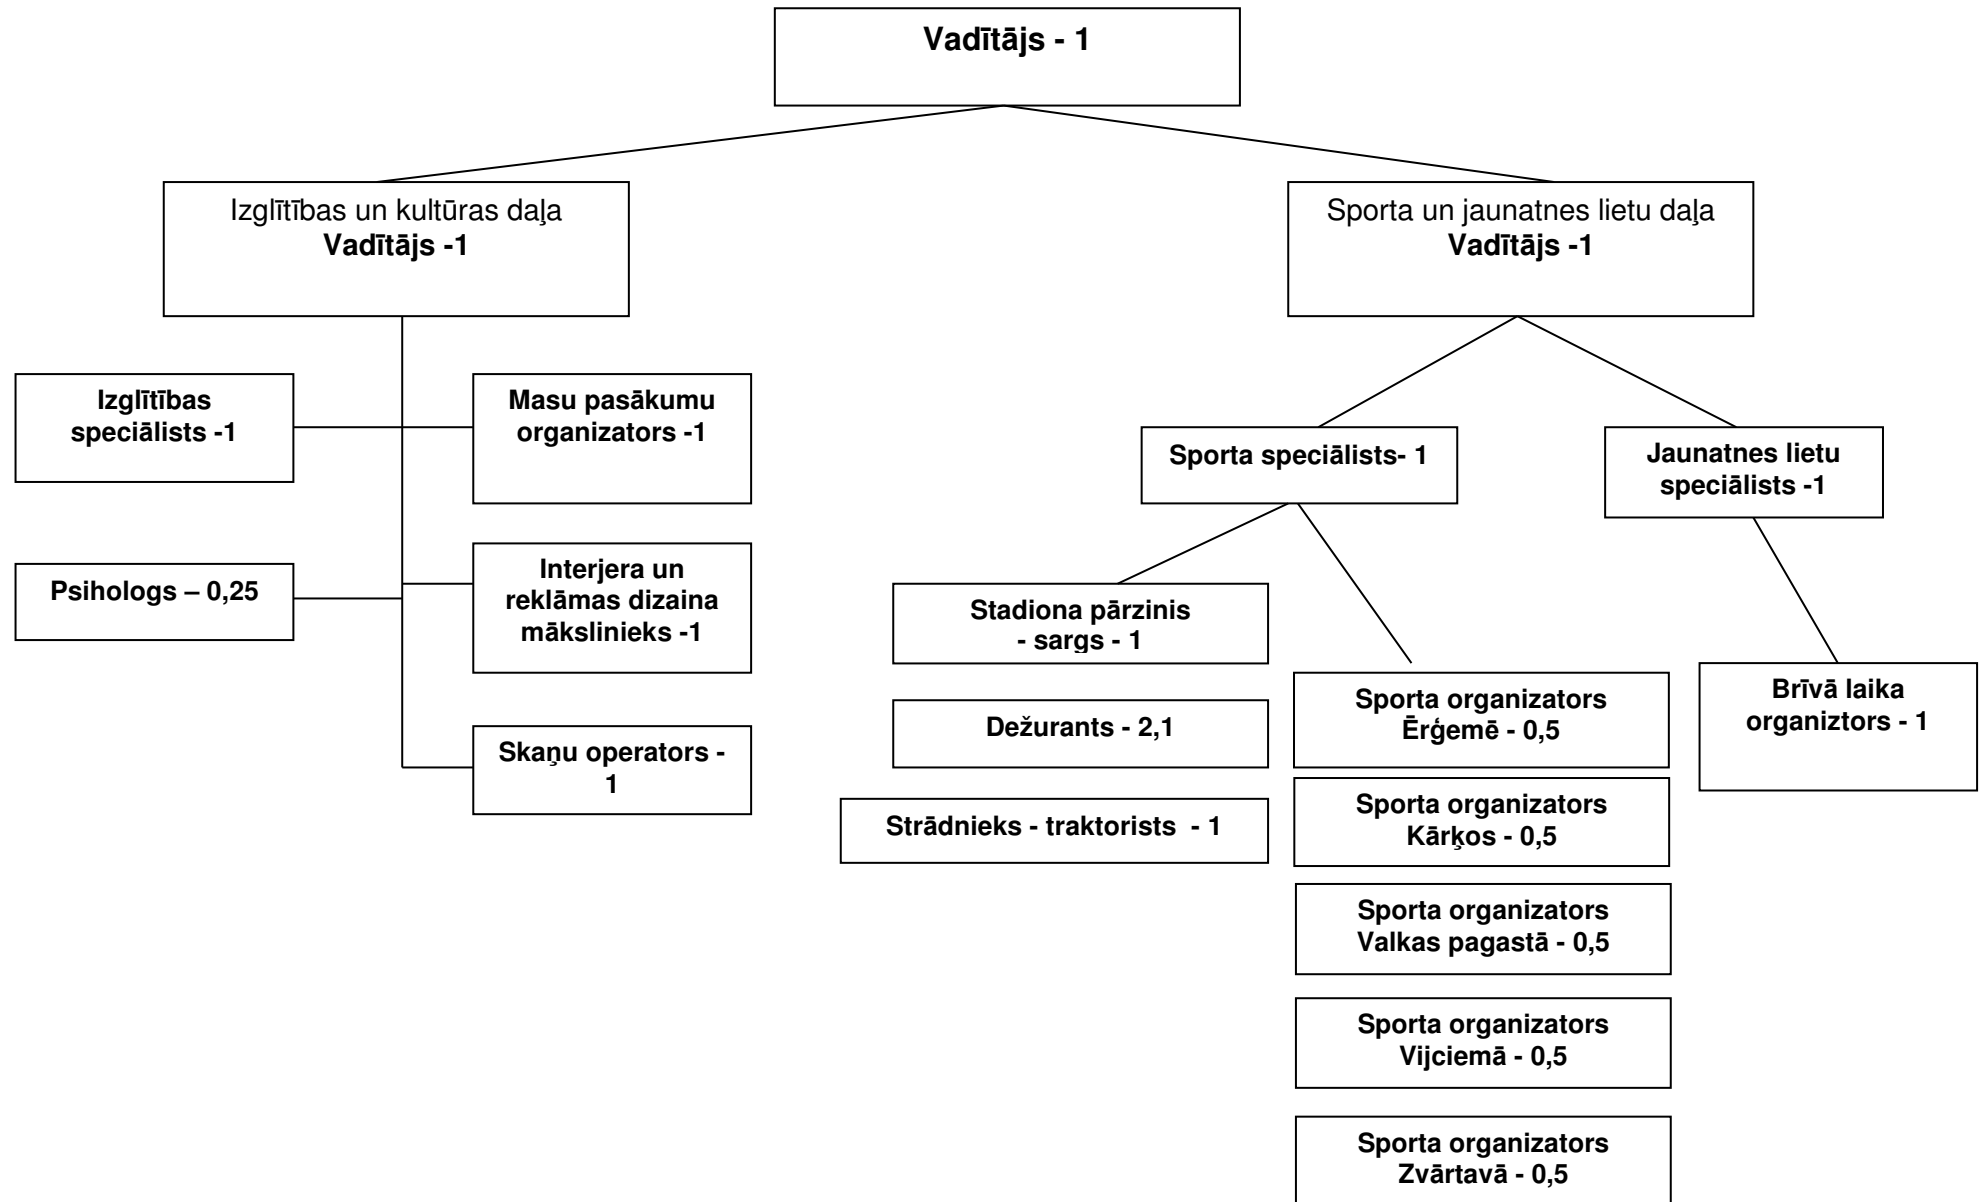 Vadītājs - 1
Izglītības un kultūras daļa
Vadītājs -1
Sporta un jaunatnes lietu daļa
Vadītājs -1
Izglītības
speciālists -1
Masu pasākumu
organizators -1
Psihologs – 0,25
Interjera un
reklāmas dizaina
mākslinieks -1
Skaņu operators -
1
Sporta speciālists- 1
Jaunatnes lietu
speciālists -1
Stadiona pārzinis
- sargs - 1
Dežurants - 2,1
Strādnieks - traktorists - 1
Sporta organizators
Ērģemē - 0,5
Sporta organizators
Kārķos - 0,5
Sporta organizators
Valkas pagastā - 0,5
Sporta organizators
Vijciemā - 0,5
Sporta organizators
Zvārtavā - 0,5
Brīvā laika
organiztors - 1